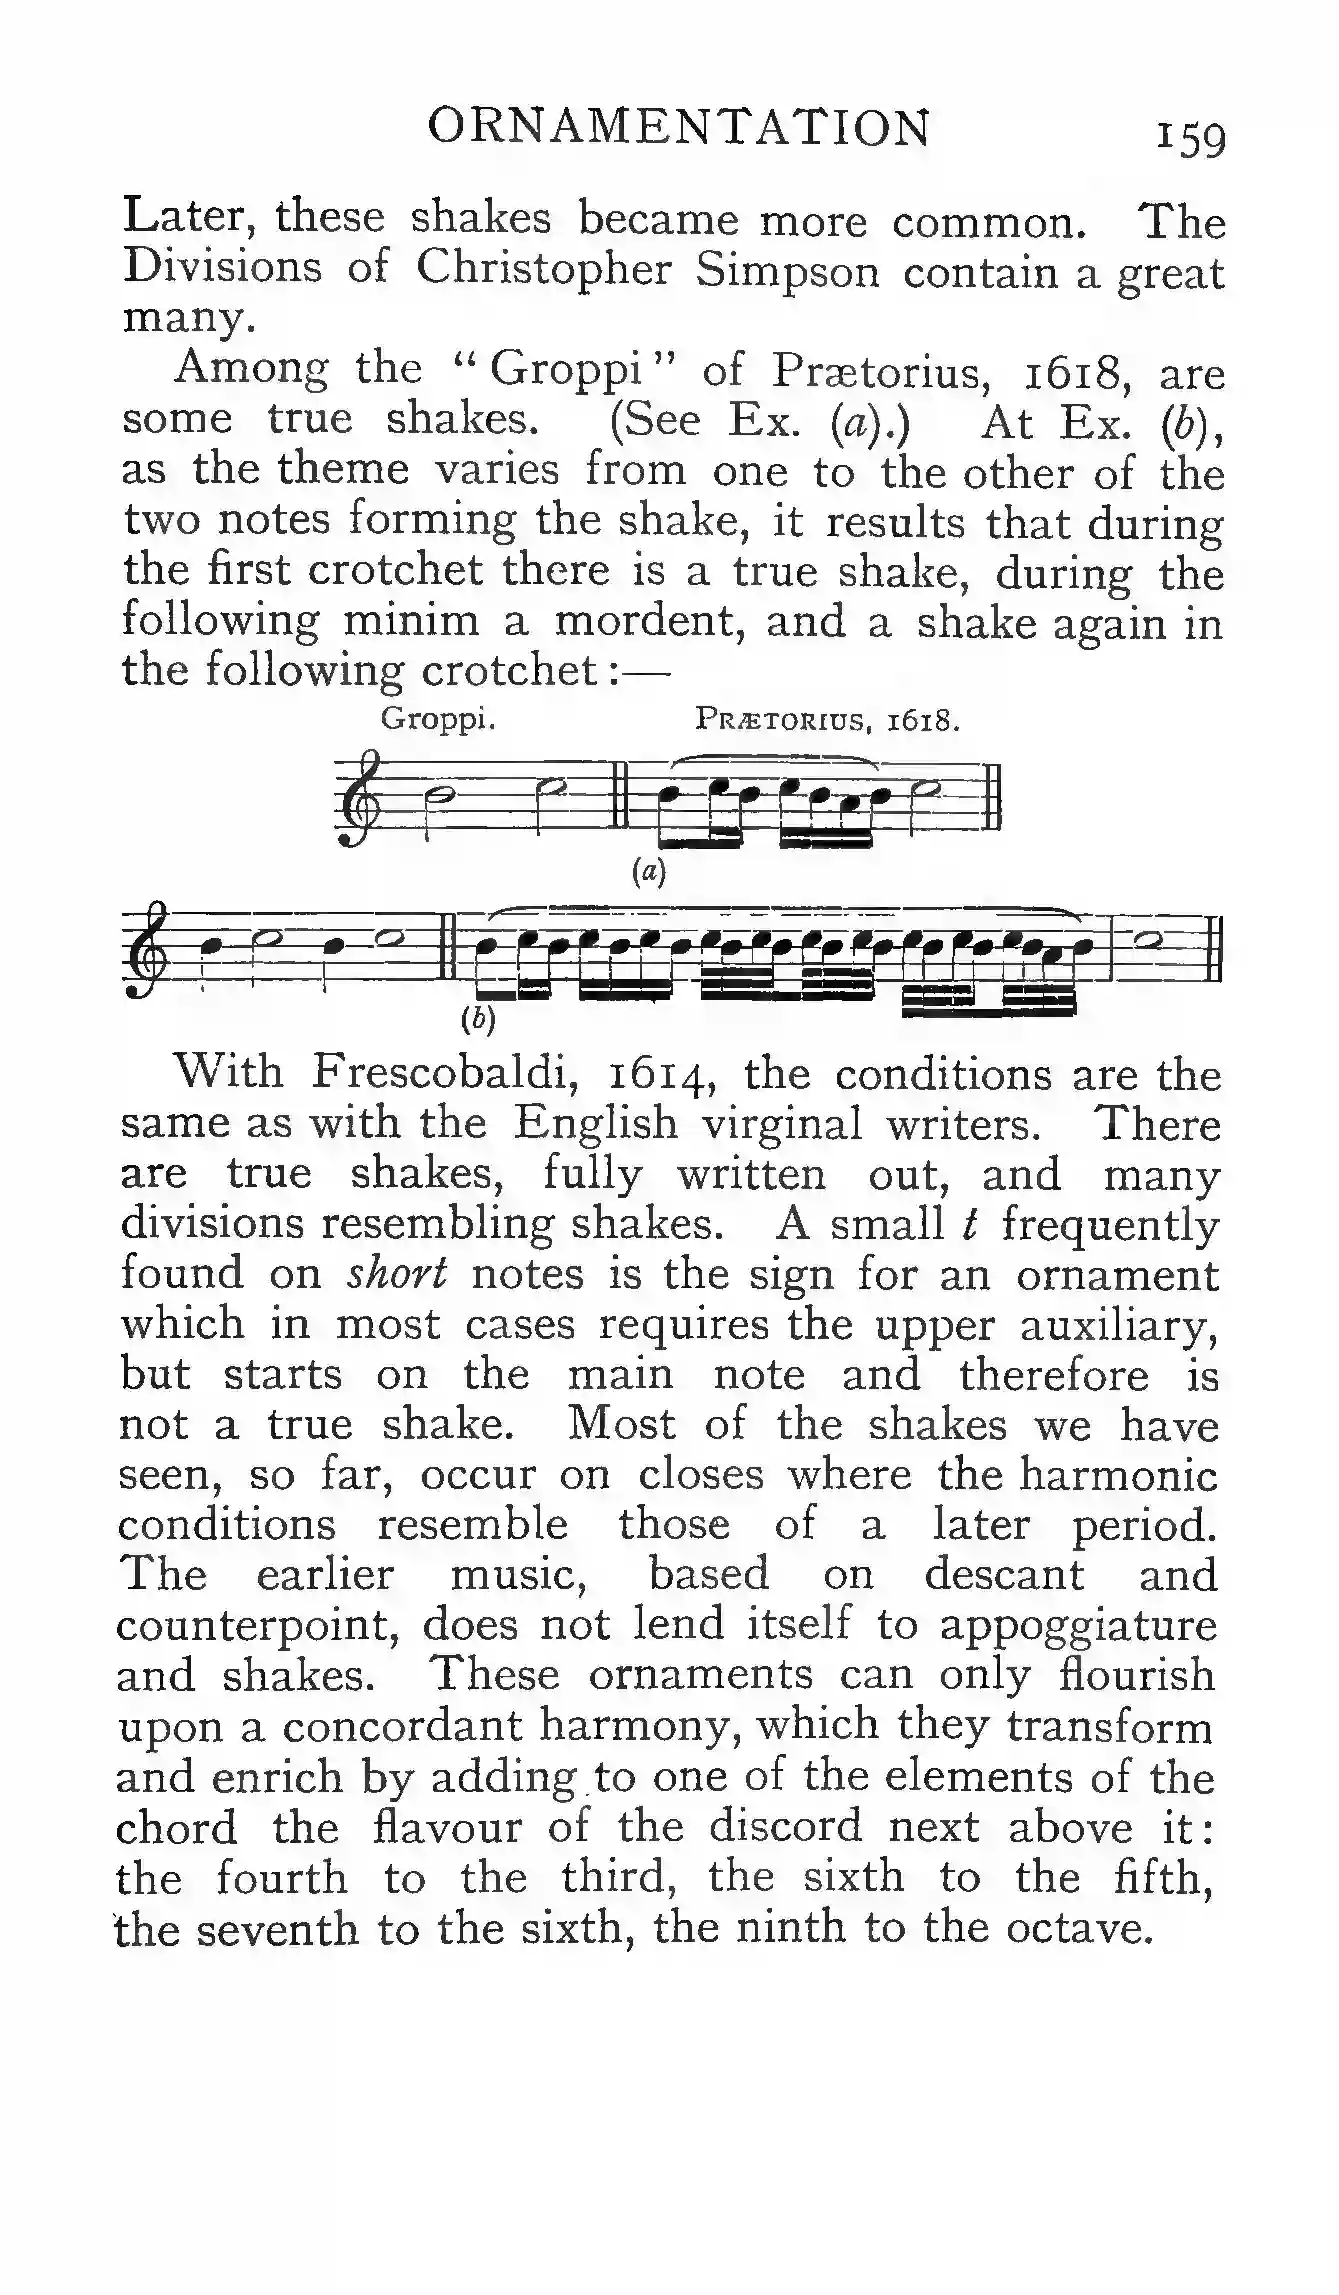 ORNAMENTATION 159
Later, these shakes became more common. The
Divisions of Christopher Simpson contain a great
many.
Among the “Groppi” of Prætorius, 1618, are
some true shakes. (See Ex. (a).) At Ex. (b),
as the theme varies from one to the other of the
two notes forming the shake, it results that during
the first crotchet there is a true shake, during the
following minim a mordent, and a shake again in
the following crotchet:—
Groppi. PRÆTORIUS, 1618.
(a)
(b)
With Frescobaldi, 1614, the conditions are the
same as with the English virginal writers. There
are true shakes, fully written out, and many
divisions resembling shakes. A small t frequently
found on short notes is the sign for an ornament
which in most cases requires the upper auxiliary,
but starts on the main note and therefore is
not a true shake. Most of the shakes we have
seen, so far, occur on closes where the harmonic
conditions resemble those of a later period.
The earlier music, based on descant and
counterpoint, does not lend itself to appoggiature
and shakes. These ornaments can only flourish
upon a concordant harmony, which they transform
and enrich by adding to one of the elements of the
chord the flavour of the discord next above it:
the fourth to the third, the sixth to the fifth,
the seventh to the sixth, the ninth to the octave.